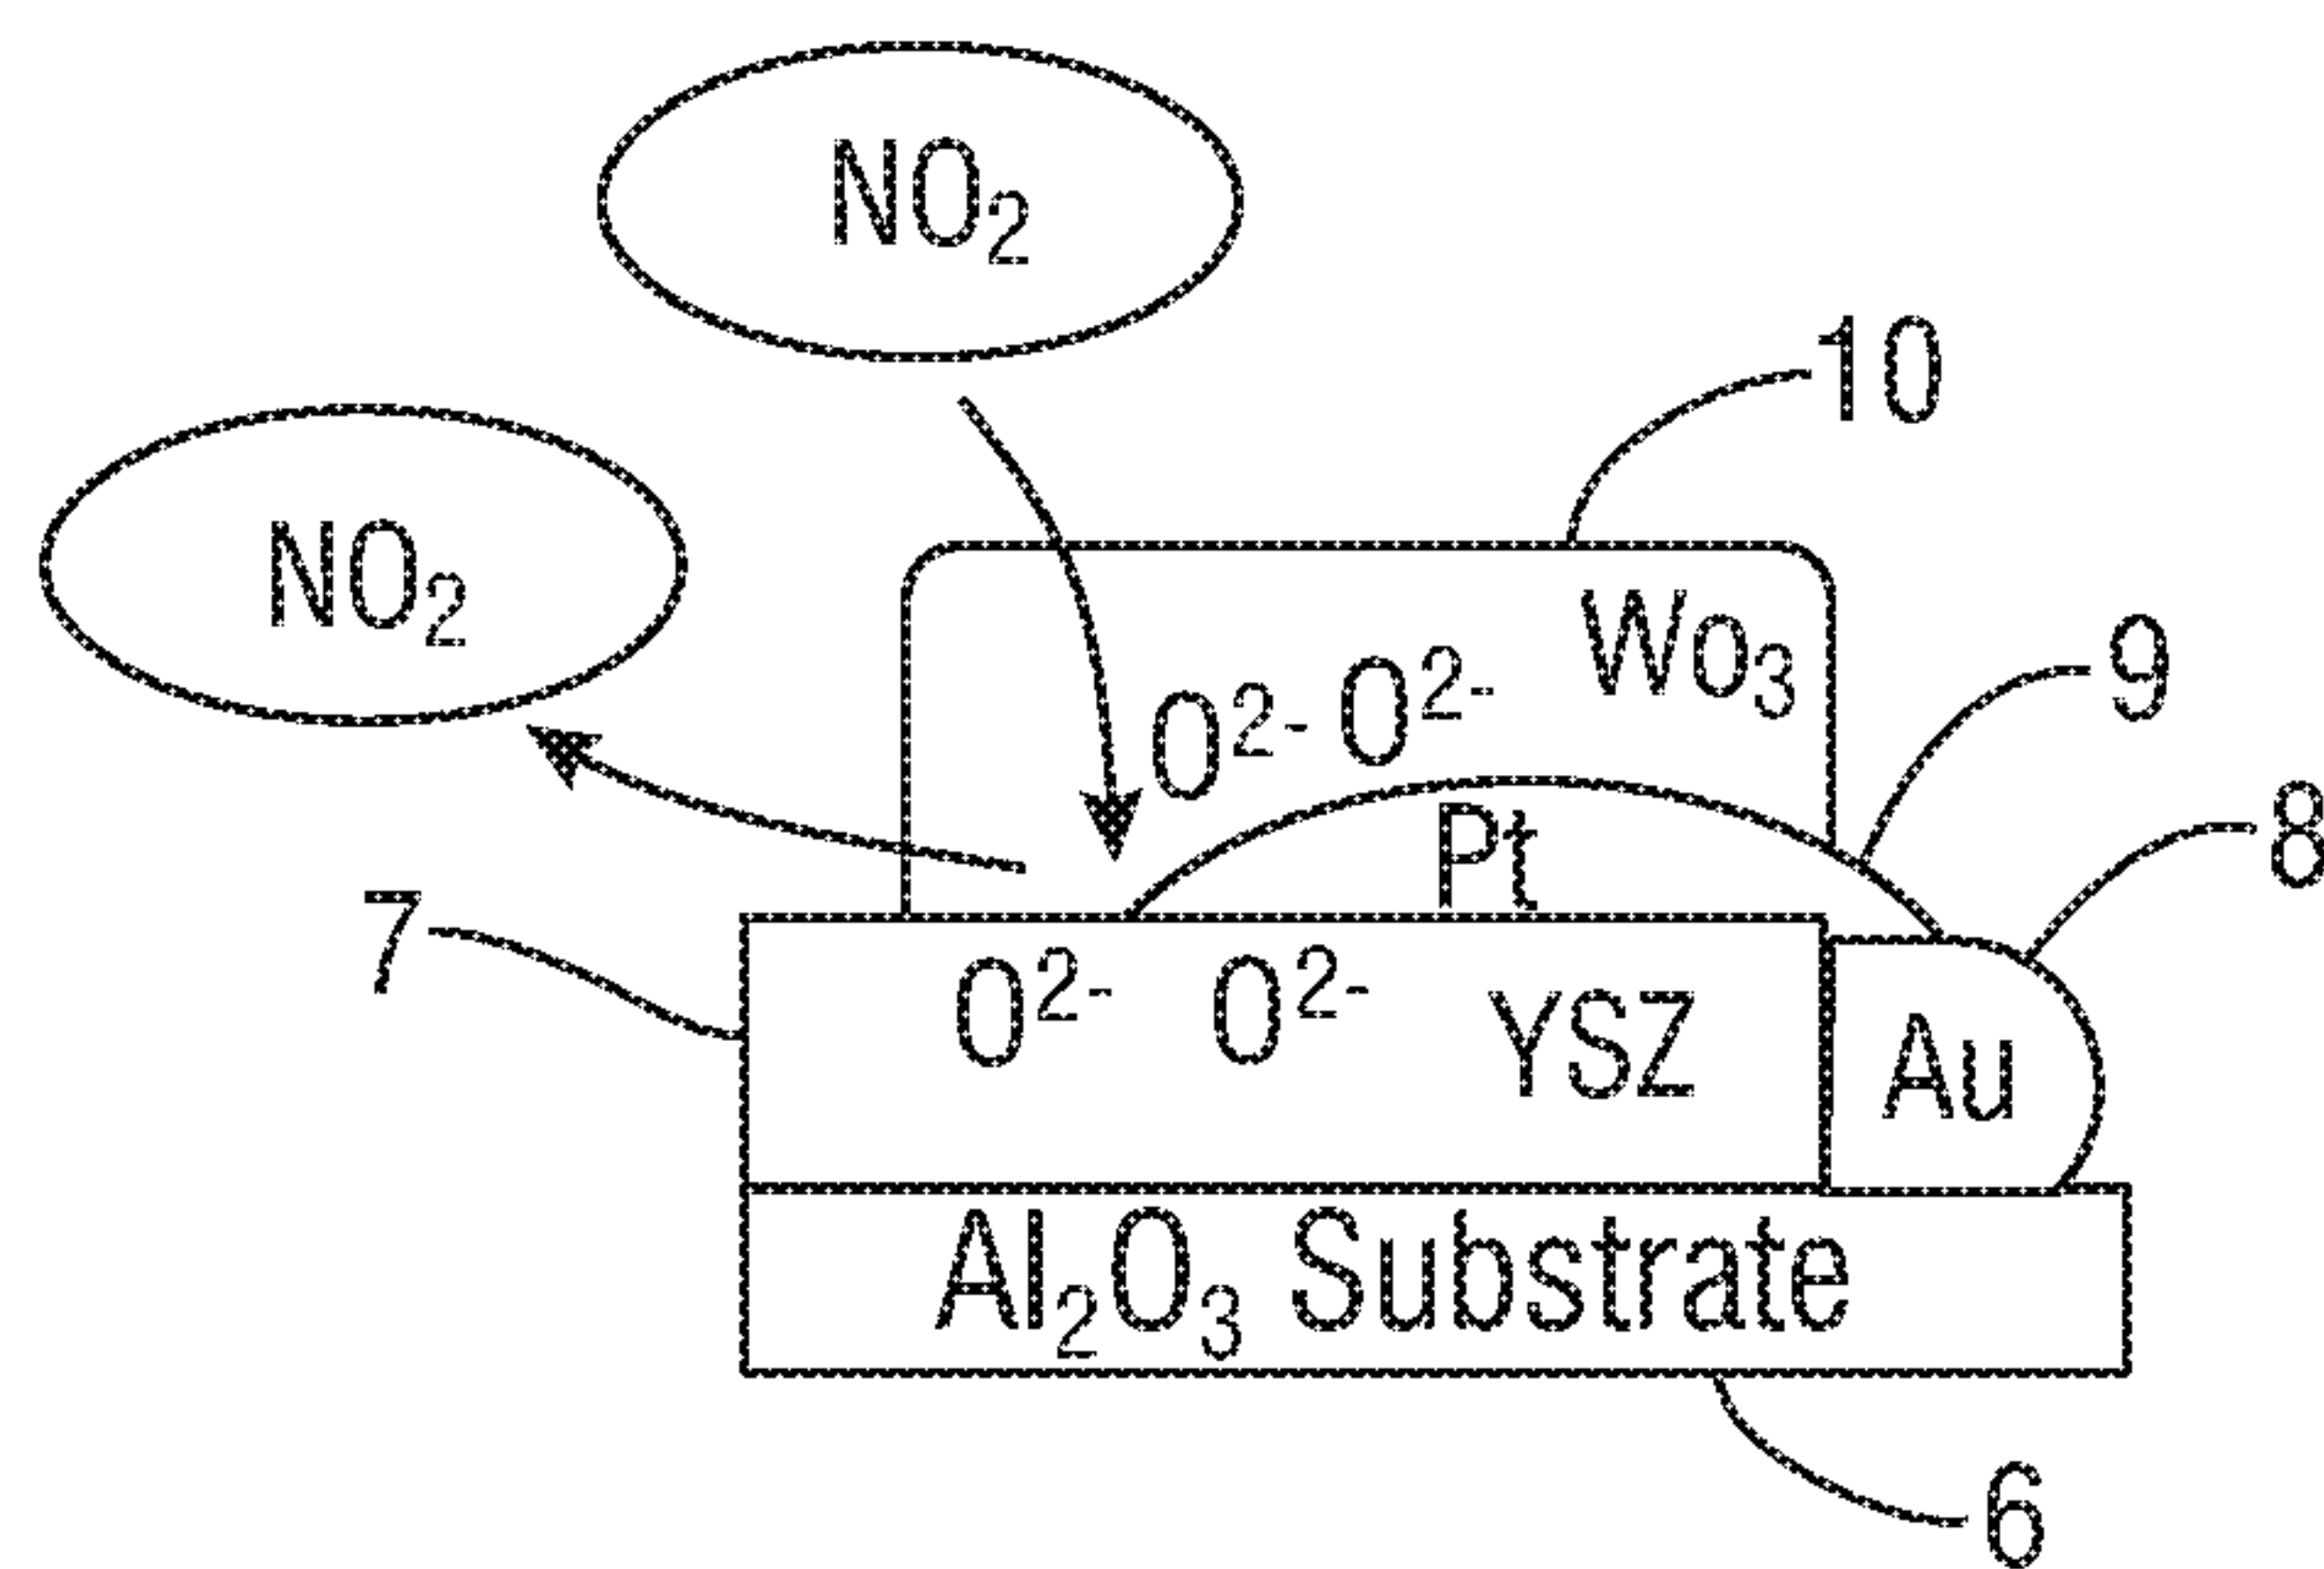 NO₂
10
NO₂
Wo₃
9
O²⁻ O²⁻
8
Pt
7
O²⁻ O²⁻ YSZ
Au
Al₂O₃ Substrate
6